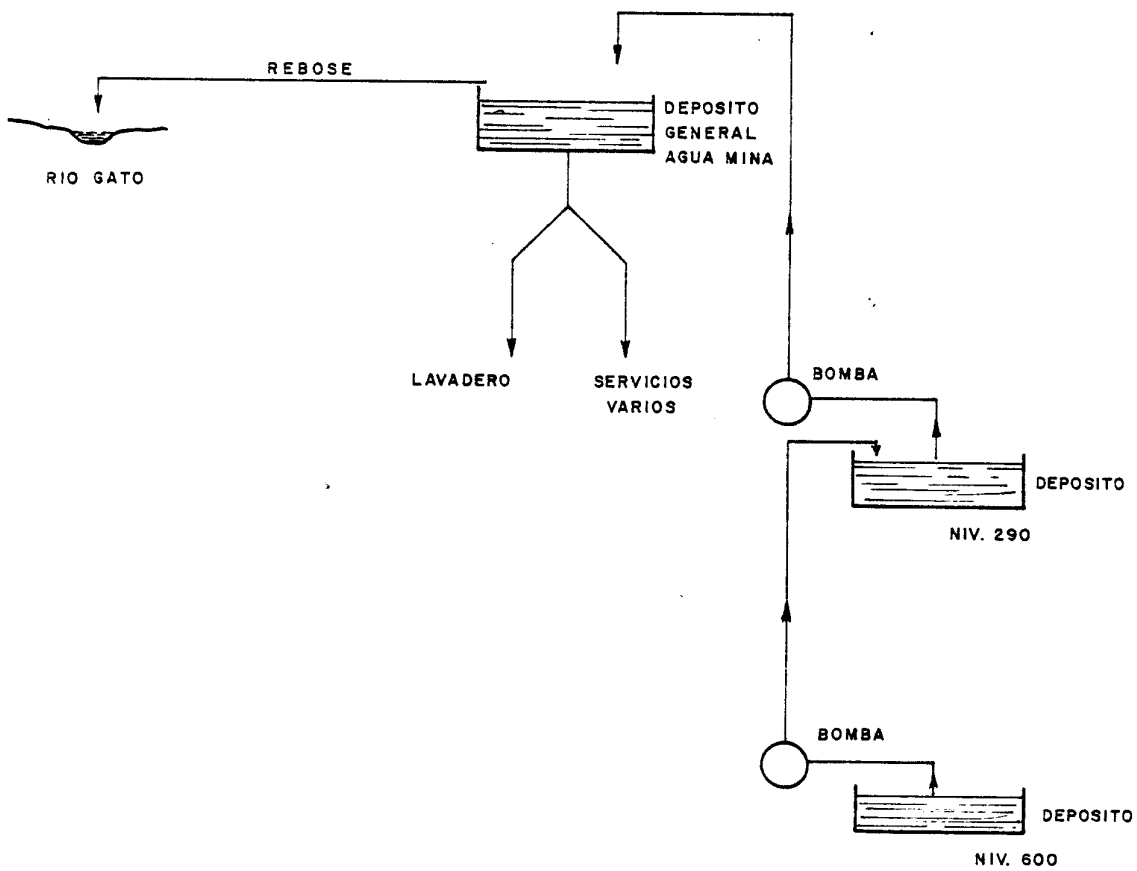 REBOSE
DEPOSITO
GENERAL
AGUA MINA
RIO GATO
LAVADERO
SERVICIOS
VARIOS
BOMBA
DEPOSITO
NIV. 290
BOMBA
DEPOSITO
NIV. 600